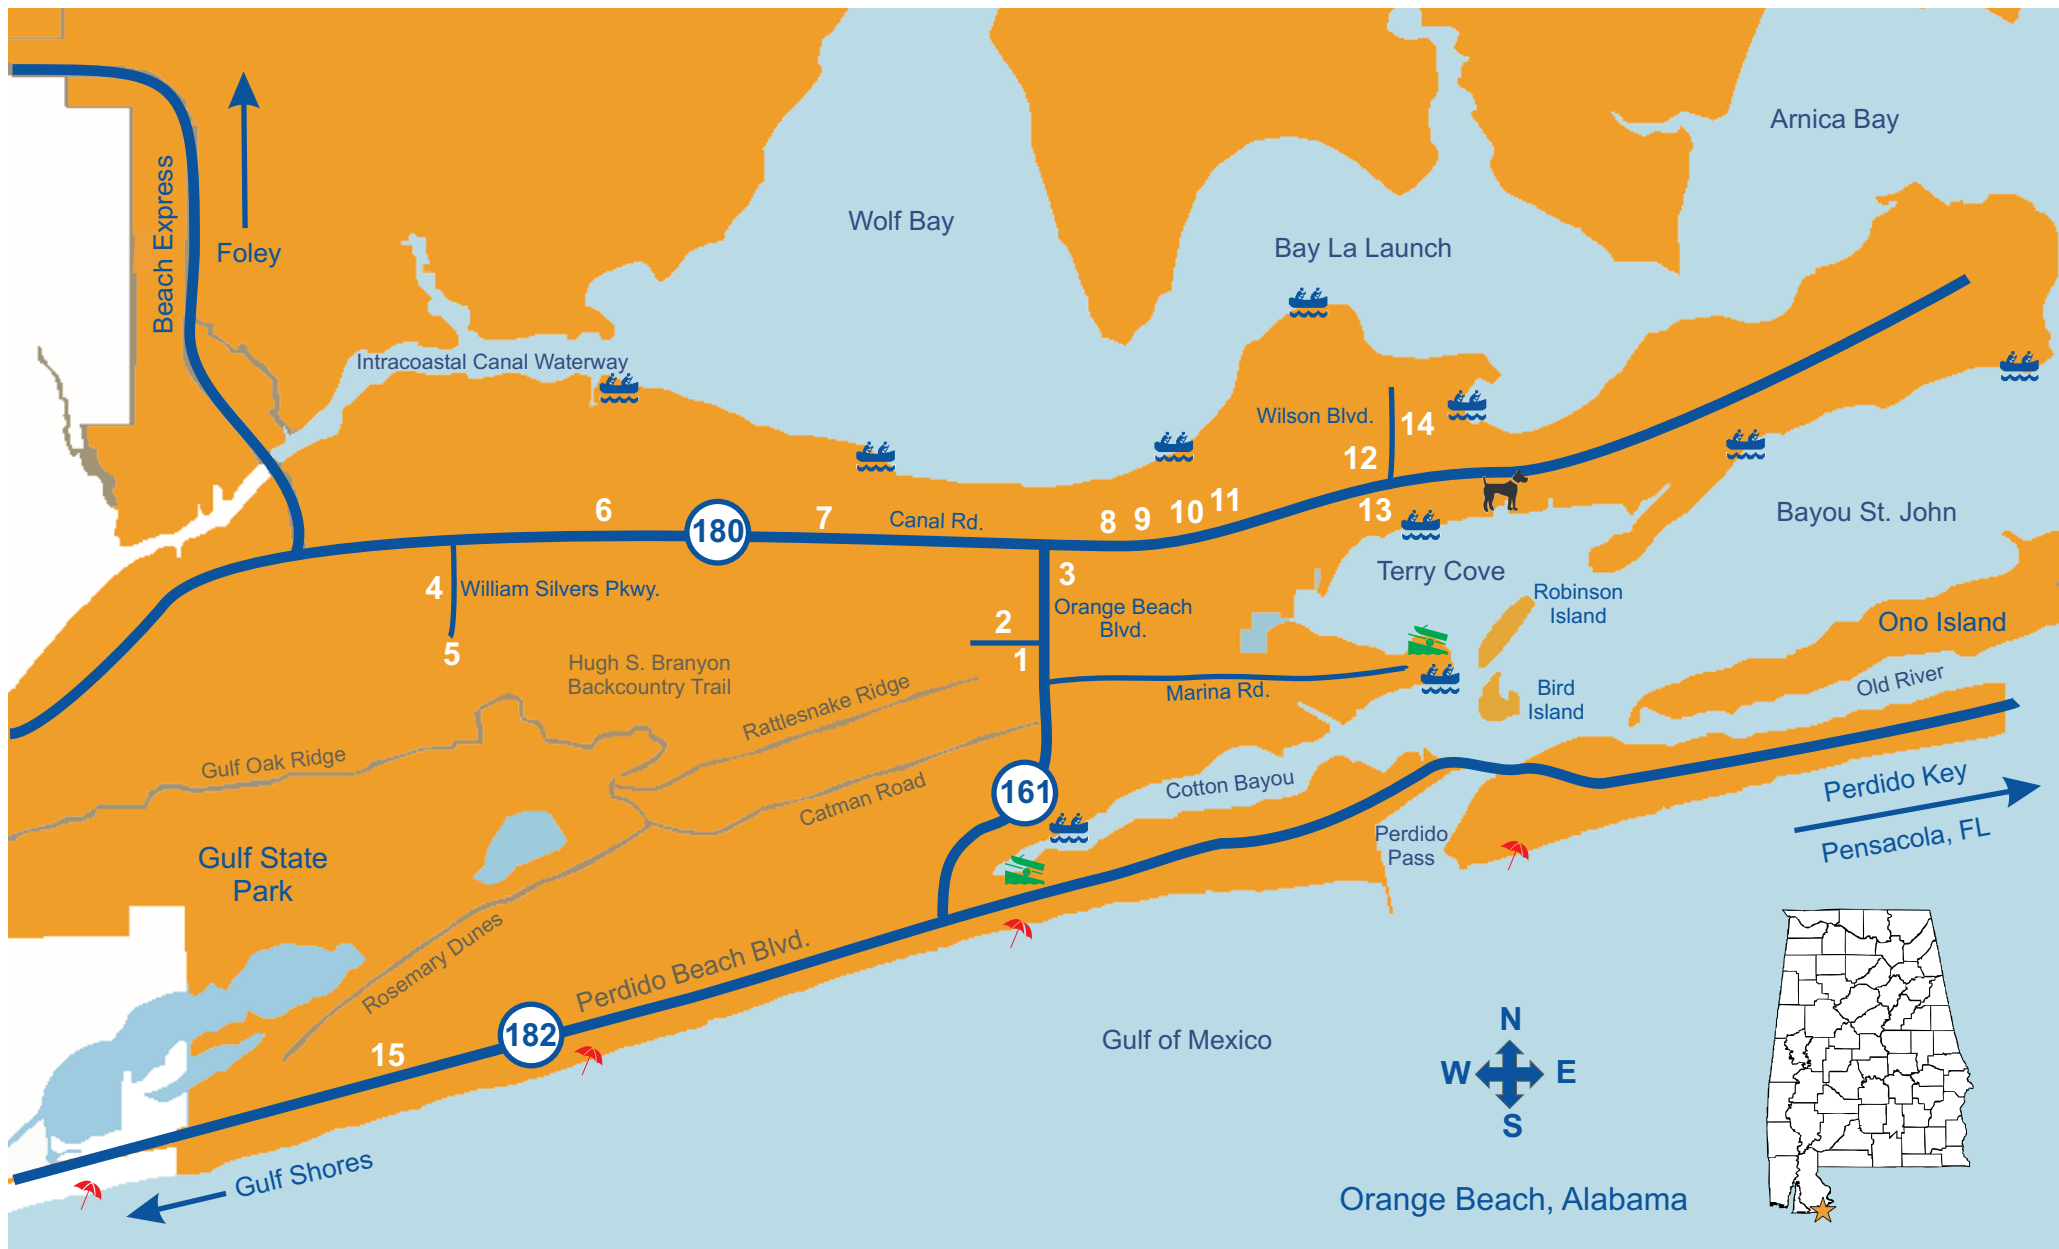 Arnica Bay
Beach Express
Foley
Wolf Bay
Bay La Launch
Intracoastal Canal Waterway
Wilson Blvd.
14
12
6
180
7
Canal Rd.
8
9
10
11
13
Bayou St. John
4
William Silvers Pkwy.
5
3
Orange Beach
Blvd.
2
1
Terry Cove
Robinson
Island
Ono Island
Hugh S. Branyon
Backcountry Trail
Rattlesnake Ridge
Marina Rd.
Bird
Island
Old River
Gulf Oak Ridge
Catman Road
161
Cotton Bayou
Perdido
Pass
Perdido Key
Pensacola, FL
Gulf State
Park
Rosemary Dunes
Perdido Beach Blvd.
182
15
Gulf of Mexico
N
W
E
S
Gulf Shores
Orange Beach, Alabama